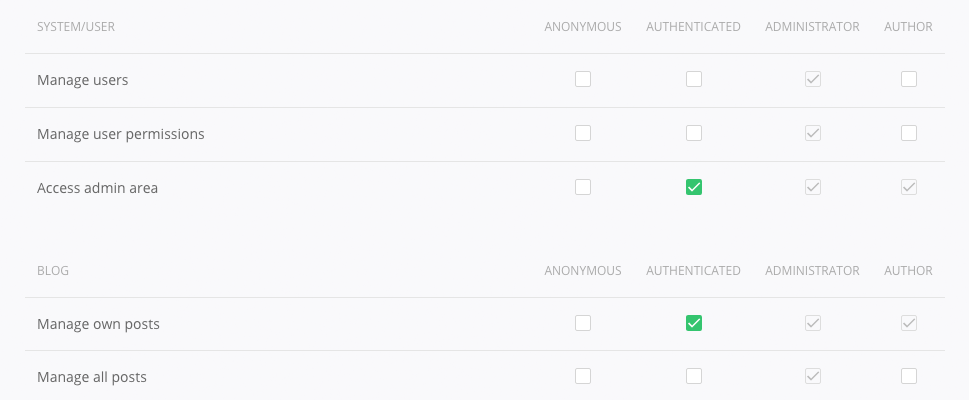 SYSTEM/USER ANONYMOUS AUTHENTICATED ADMINISTRATOR AUTHOR
Manage users
Manage user permissions
Access admin area
BLOG ANONYMOUS AUTHENTICATED ADMINISTRATOR AUTHOR
Manage own posts
Manage all posts